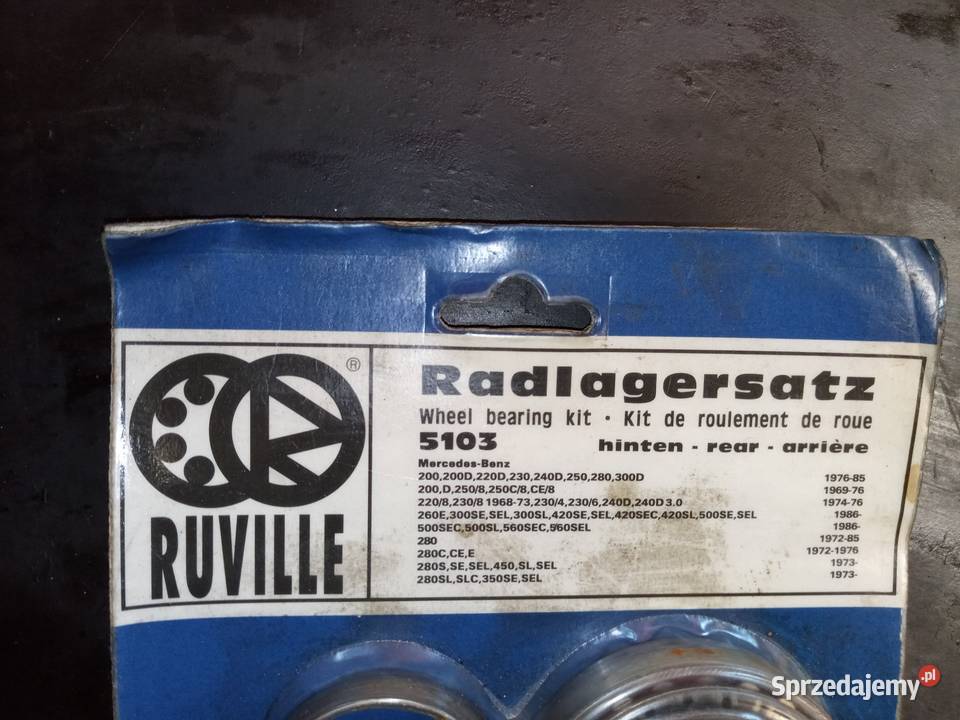 ®
RUVILLE
Radlagersatz
Wheel bearing kit · Kit de roulement de roue
5103 hinten - rear - arrière
Mercedes-Benz
200,200D,220D,230,240D,250,280,300D 1976-85
200,D,250/8,250C/8,CE/8 1969-76
220/8,230/8 1968-73,230/4,230/6,240D,240D3.0 1974-76
260E,300SE,SEL,300SL,420SE,SEL,420SEC,420SL,500SE,SEL 1986-
500SEC,500SL,560SEC,560SEL 1986-
280 1972-85
280C,CE,E 1972-1976
280S,SE,SEL,450,SL,SEL 1973-
280SL,SLC,350SE,SEL 1973-
Sprzedajemy.pl